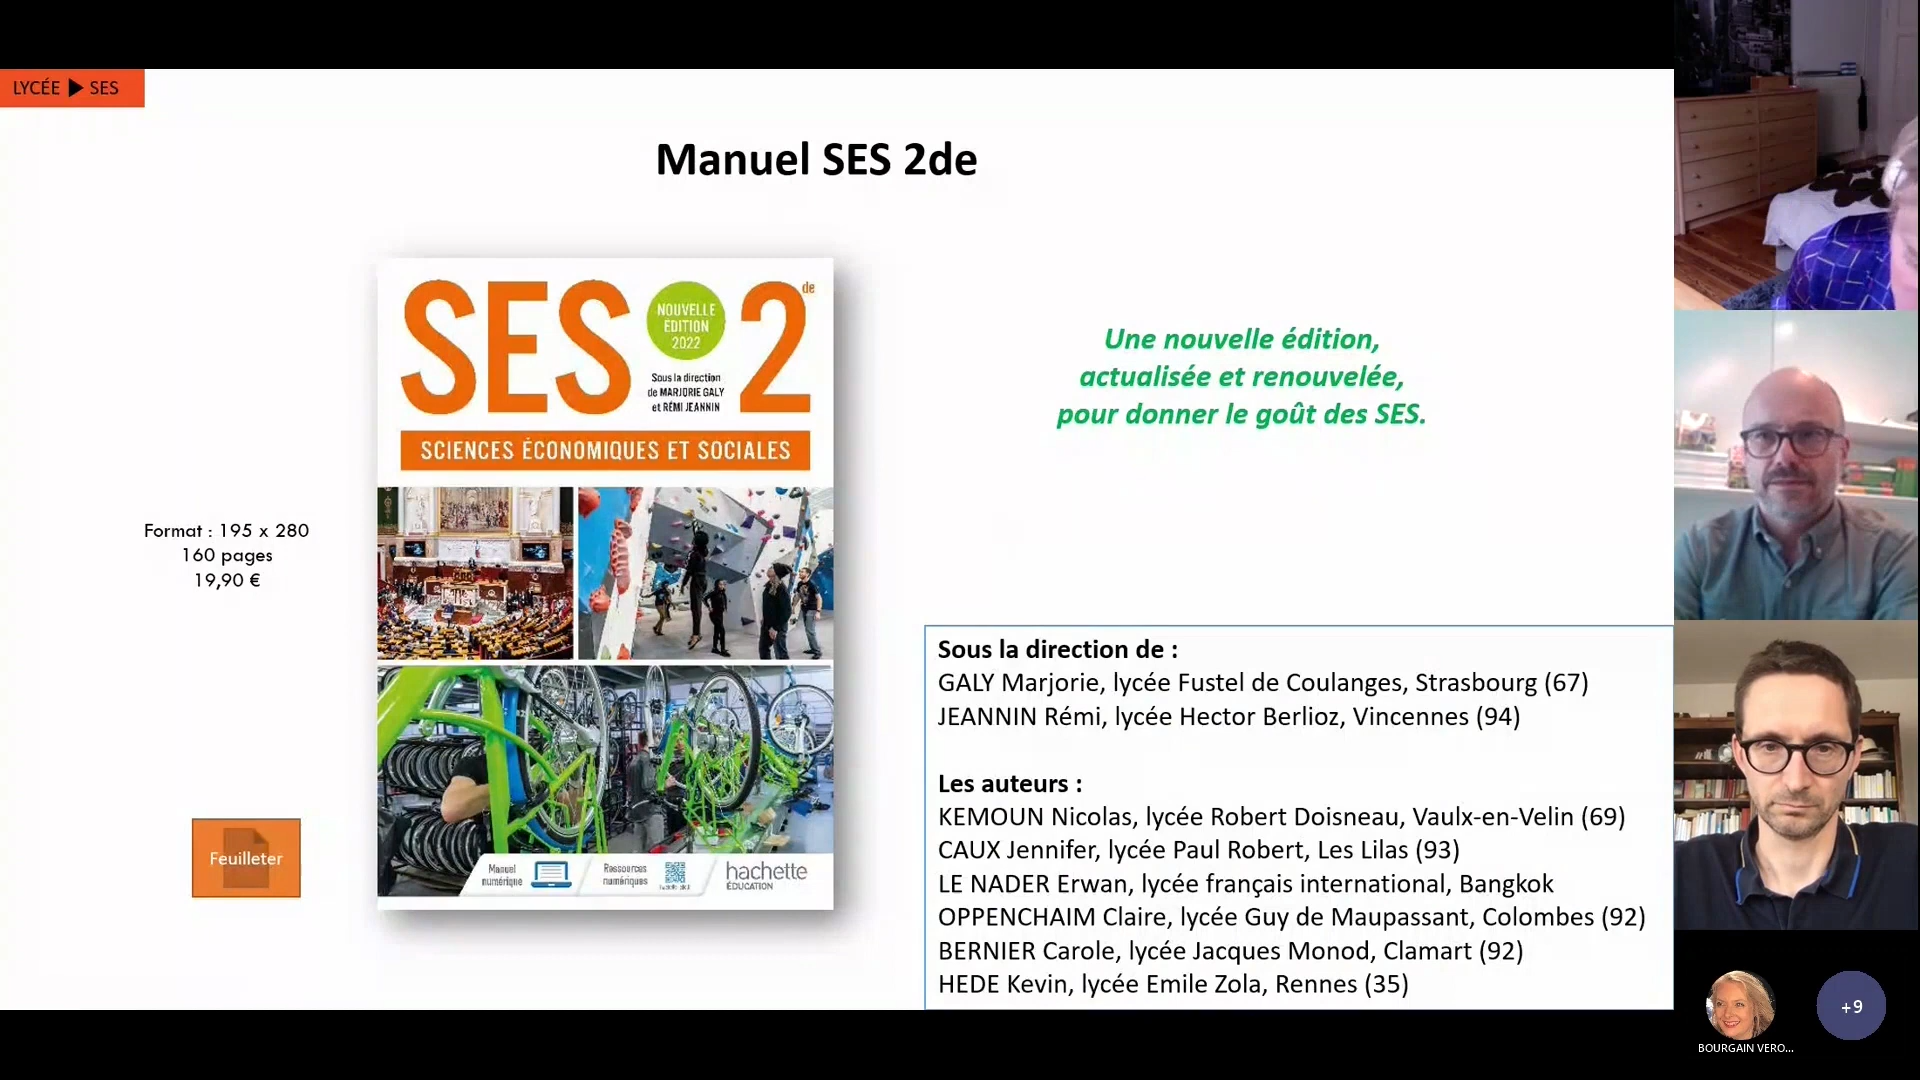 LYCÉE ▶ SES
Manuel SES 2de
SES 2de
NOUVELLE
ÉDITION
2022
Sous la direction
de MARJORIE GALY
et RÉMI JEANNIN
SCIENCES ÉCONOMIQUES ET SOCIALES
Manuel
numérique
Ressources
numériques
hachette
ÉDUCATION
Format : 195 x 280
160 pages
19,90 €
Feuilleter
Une nouvelle édition,
actualisée et renouvelée,
pour donner le goût des SES.
Sous la direction de :
GALY Marjorie, lycée Fustel de Coulanges, Strasbourg (67)
JEANNIN Rémi, lycée Hector Berlioz, Vincennes (94)
Les auteurs :
KEMOUN Nicolas, lycée Robert Doisneau, Vaulx-en-Velin (69)
CAUX Jennifer, lycée Paul Robert, Les Lilas (93)
LE NADER Erwan, lycée français international, Bangkok
OPPENCHAIM Claire, lycée Guy de Maupassant, Colombes (92)
BERNIER Carole, lycée Jacques Monod, Clamart (92)
HEDE Kevin, lycée Emile Zola, Rennes (35)
BOURGAIN VERO...
+9